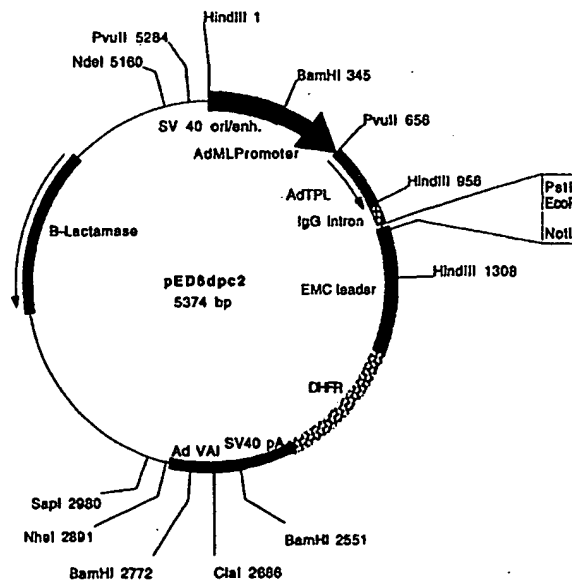 HindIII 1
PvuII 5284
NdeI 5160
BamHI 345
SV 40 ori/enh.
PvuII 656
AdMLPromoter
HindIII 958
AdTPL
IgG Intron
PstI
EcoR
NotI
B-Lactamase
pED6dpc2
5374 bp
EMC leader
HindIII 1308
DHFR
SV40 pA
Ad VAI
SapI 2980
NheI 2891
BamHI 2772
ClaI 2686
BamHI 2551